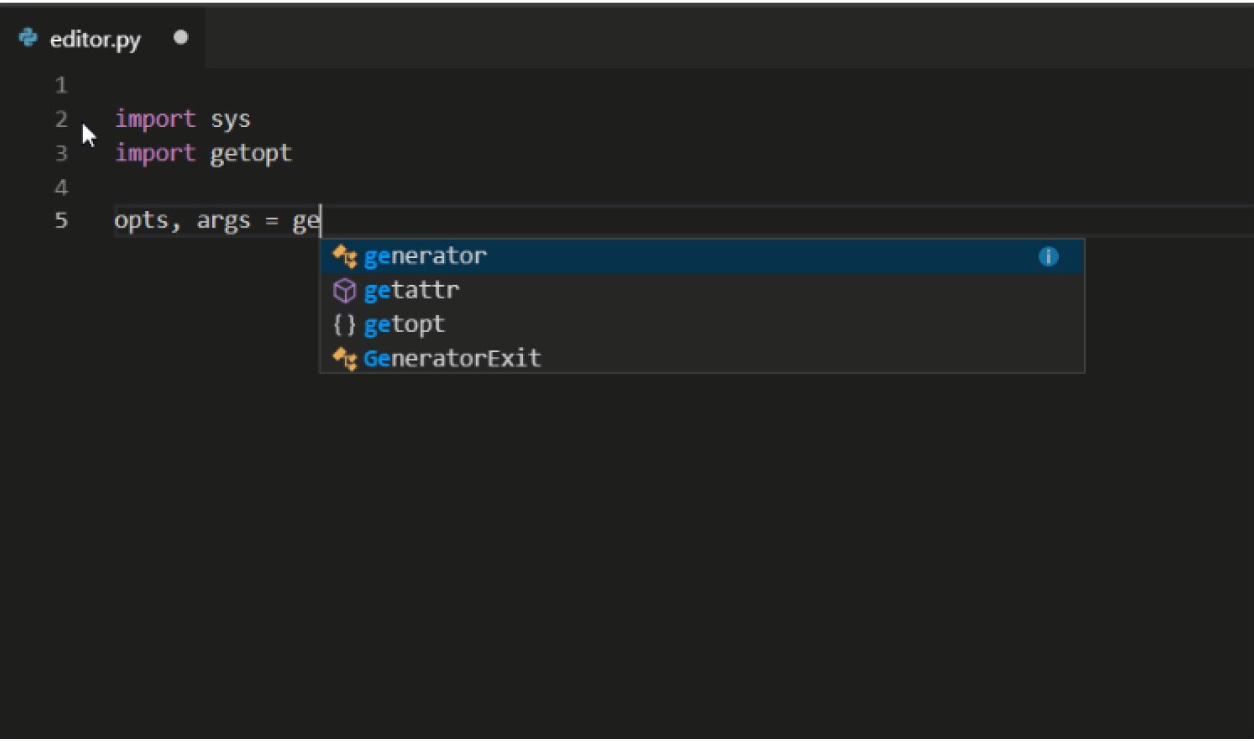 editor.py
1
2 import sys
3 import getopt
4
5 opts, args = ge
generator
getattr
{} getopt
GeneratorExit